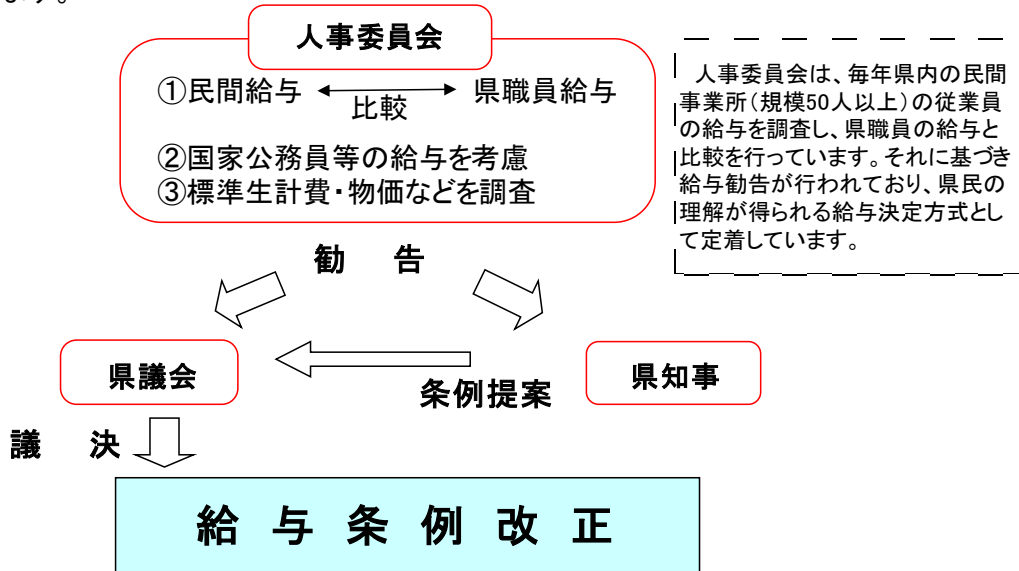 ます。
人事委員会
①民間給与 県職員給与
比較
②国家公務員等の給与を考慮
③標準生計費・物価などを調査
人事委員会は、毎年県内の民間
事業所（規模50人以上）の従業員
の給与を調査し、県職員の給与と
比較を行っています。それに基づき
給与勧告が行われており、県民の
理解が得られる給与決定方式とし
て定着しています。
勧 告
県議会
条例提案
県知事
議 決
給 与 条 例 改 正